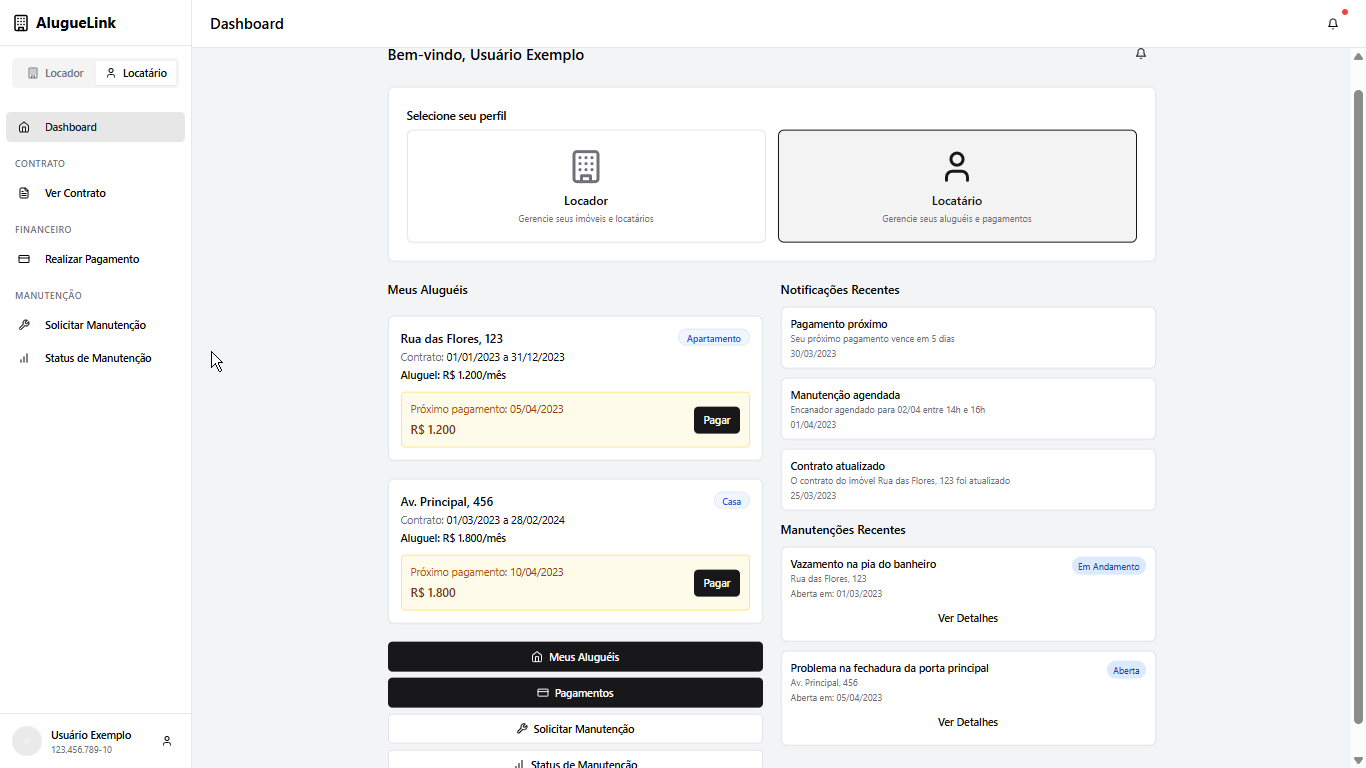 AlugueLink
Locador
Locatário
Dashboard
CONTRATO
Ver Contrato
FINANCEIRO
Realizar Pagamento
MANUTENÇÃO
Solicitar Manutenção
Status de Manutenção
Usuário Exemplo
123.456.789-10
Dashboard
Bem-vindo, Usuário Exemplo
Selecione seu perfil
Locador
Gerencie seus imóveis e locatários
Locatário
Gerencie seus aluguéis e pagamentos
Meus Aluguéis
Rua das Flores, 123
Apartamento
Contrato: 01/01/2023 a 31/12/2023
Aluguel: R$ 1.200/mês
Próximo pagamento: 05/04/2023
R$ 1.200
Pagar
Av. Principal, 456
Casa
Contrato: 01/03/2023 a 28/02/2024
Aluguel: R$ 1.800/mês
Próximo pagamento: 10/04/2023
R$ 1.800
Pagar
Meus Aluguéis
Pagamentos
Solicitar Manutenção
Status de Manutenção
Notificações Recentes
Pagamento próximo
Seu próximo pagamento vence em 5 dias
30/03/2023
Manutenção agendada
Encanador agendado para 02/04 entre 14h e 16h
01/04/2023
Contrato atualizado
O contrato do imóvel Rua das Flores, 123 foi atualizado
25/03/2023
Manutenções Recentes
Vazamento na pia do banheiro
Em Andamento
Rua das Flores, 123
Aberta em: 01/03/2023
Ver Detalhes
Problema na fechadura da porta principal
Aberta
Av. Principal, 456
Aberta em: 05/04/2023
Ver Detalhes